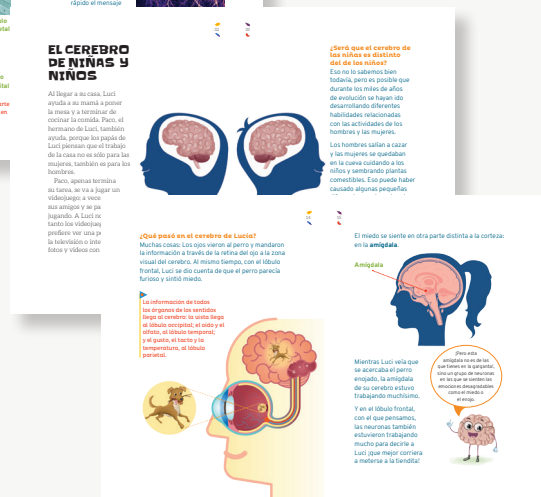 rápido el mensaje
EL CEREBRO
DE NIÑAS Y
NIÑOS
Al llegar a su casa, Luci
ayuda a su mamá a poner
la mesa y a terminar de
cocinar la comida. Paco, el
hermano de Luci, también
ayuda, porque los papás de
Luci piensan que el trabajo
de la casa no es sólo para las
mujeres, también es para los
hombres.
Paco, apenas termina
su tarea, se va a jugar un
videojuego; a vece
sus amigos y se pa
jugando. A Luci no
tanto los videojueg
prefiere ver una p
la televisión o inte
fotos y videos con
¿Será que el cerebro de
las niñas es distinto
del de los niños?
Eso no lo sabemos bien
todavía, pero es posible que
durante los miles de años
de evolución se hayan ido
desarrollando diferentes
habilidades relacionadas
con las actividades de los
hombres y las mujeres.
Los hombres salían a cazar
y las mujeres se quedaban
en la cueva cuidando a los
niños y sembrando plantas
comestibles. Eso puede haber
causado algunas pequeñas
¿Qué pasó en el cerebro de Lucía?
Muchas cosas: Los ojos vieron al perro y mandaron
la información a través de la retina del ojo a la zona
visual del cerebro. Al mismo tiempo, con el lóbulo
frontal, Luci se dio cuenta de que el perro parecía
furioso y sintió miedo.
La información de todos
los órganos de los sentidos
llega al cerebro: la vista llega
al lóbulo occipital; el oído y el
olfato, al lóbulo temporal;
y el gusto, el tacto y la
temperatura, al lóbulo
parietal.
El miedo se siente en otra parte distinta a la corteza:
en la amígdala.
Amígdala
Mientras Luci veía que
se acercaba el perro
enojado, la amígdala
de su cerebro estuvo
trabajando muchísimo.
Y en el lóbulo frontal,
con el que pensamos,
las neuronas también
estuvieron trabajando
mucho para decirle a
Luci ¡que mejor corriera
a meterse a la tiendita!
¡Pero esta
amígdala no es de las
que tienes en la garganta!,
sino un grupo de neuronas
en las que se sienten las
emociones desagradables
como el miedo o
el enojo.